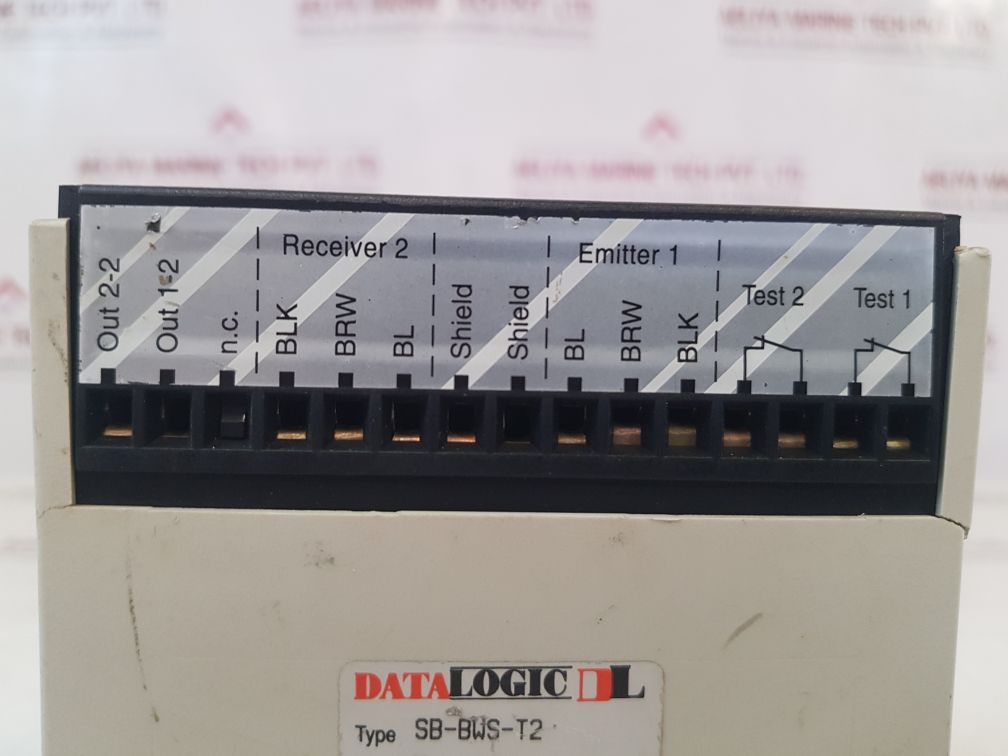 Receiver 2
Emitter 1
Test 2
Test 1
Out 2-2
Out 1-2
n.c.
BLK
BRW
BL
Shield
Shield
BL
BRW
BLK
DATALOGIC DL
Type SB-BWS-T2